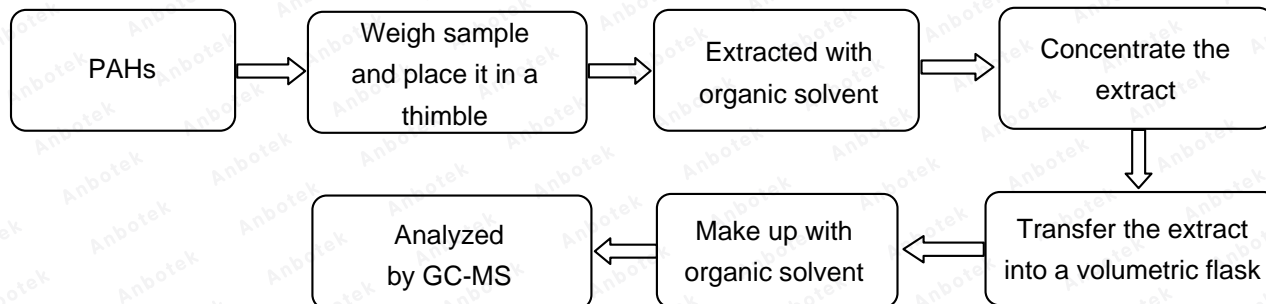 PAHs
Weigh sample
and place it in a
thimble
Extracted with
organic solvent
Concentrate the
extract
Transfer the extract
into a volumetric flask
Make up with
organic solvent
Analyzed
by GC-MS
Anbotek